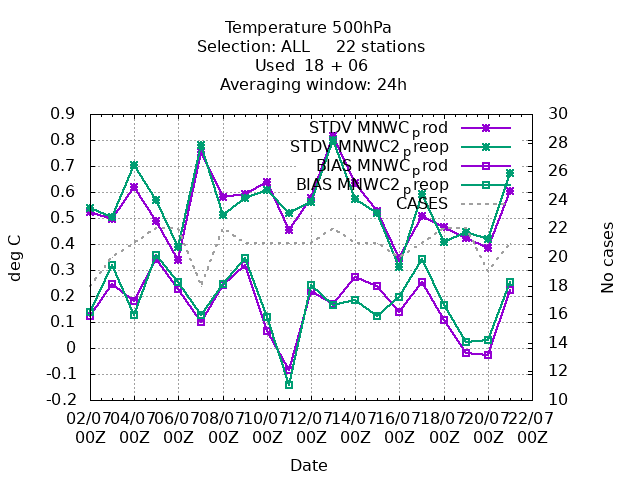 Temperature 500hPa
Selection: ALL     22 stations
Used  18 + 06
Averaging window: 24h
0.9
0.8
0.7
0.6
0.5
0.4
0.3
0.2
0.1
0
-0.1
-0.2
deg C
30
28
26
24
22
20
18
16
14
12
10
No cases
STDV MNWC_prod
STDV MNWC2_preop
BIAS MNWC_prod
BIAS MNWC2_preop
CASES
02/07 04/07 06/07 08/07 10/07 12/07 14/07 16/07 18/07 20/07 22/07
00Z 00Z 00Z 00Z 00Z 00Z 00Z 00Z 00Z 00Z 00Z
Date